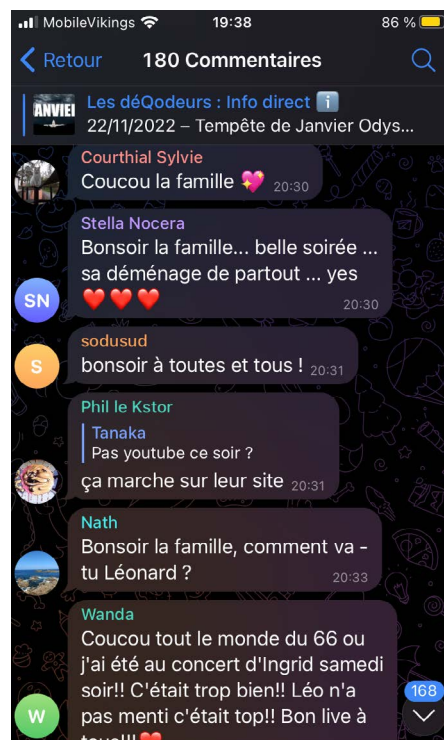 MobileVikings 19:38 86 %
Retour 180 Commentaires
ANVIE
Les déQodeurs : Info direct ℹ️
22/11/2022 – Tempête de Janvier Odys...
Courthial Sylvie
Coucou la famille 💖 20:30
Stella Nocera
Bonsoir la famille... belle soirée ...
sa déménage de partout ... yes
❤️❤️❤️ 20:30
SN
sodusud
S
bonsoir à toutes et tous ! 20:31
Phil le Kstor
Tanaka
Pas youtube ce soir ?
ça marche sur leur site 20:31
Nath
Bonsoir la famille, comment va -
tu Léonard ? 20:33
Wanda
Coucou tout le monde du 66 ou
j'ai été au concert d'Ingrid samedi
soir!! C'était trop bien!! Léo n'a
168
W
pas menti c'était top!! Bon live à
tous!!!❤️